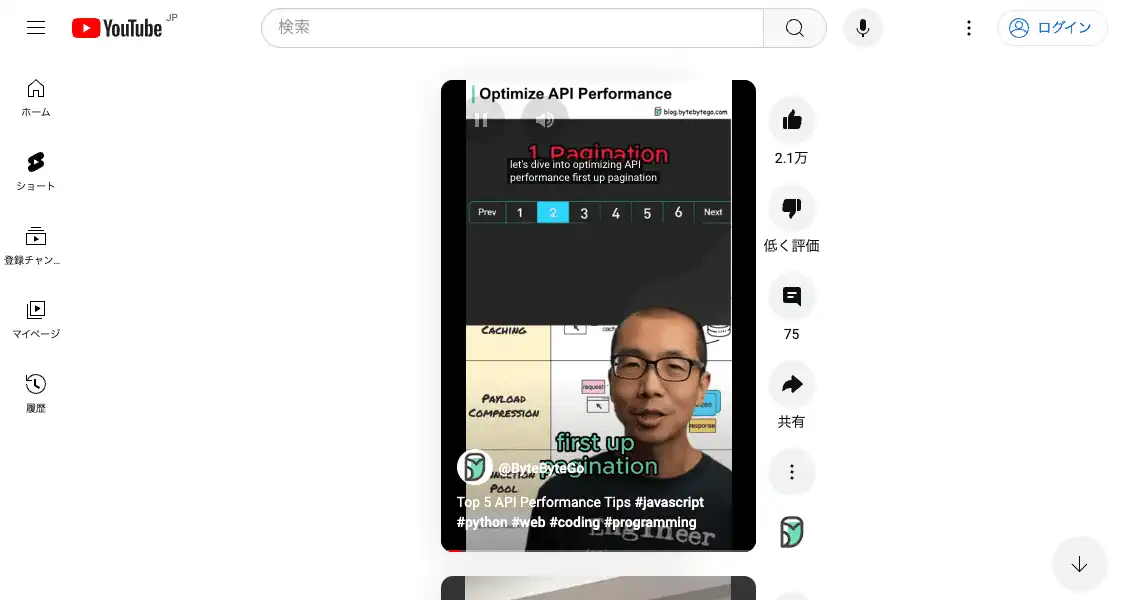 YouTube JP
検索
ログイン
ホーム
ショート
登録チャン…
マイページ
履歴
Optimize API Performance
blog.bytebytego.com
1. Pagination
let's dive into optimizing API
performance first up pagination
Prev 1 2 3 4 5 6 Next
CACHING
PAYLOAD
COMPRESSION
request
response
first up
pagination
@ByteByteGo
POOL
Top 5 API Performance Tips #javascript
#python #web #coding #programming
Engineer
2.1万
低く評価
75
共有